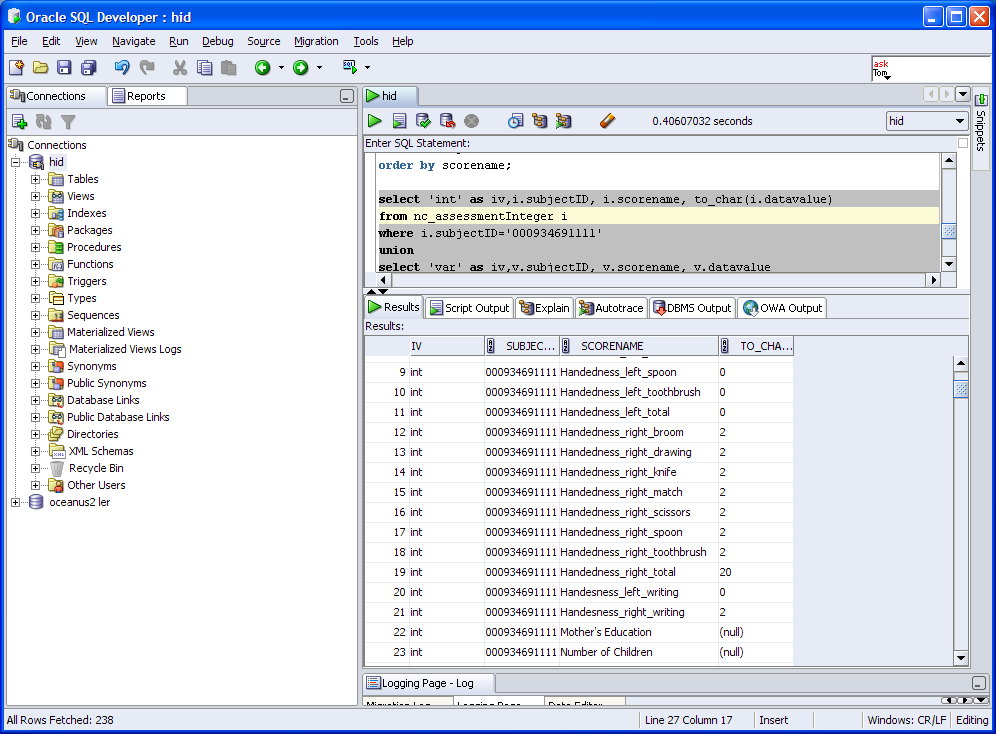 Oracle SQL Developer : hid
File Edit View Navigate Run Debug Source Migration Tools Help
ask
Tom
Connections Reports
hid
0.40607032 seconds hid
Snippets
Enter SQL Statement:
Connections
hid
Tables
Views
Indexes
Packages
Procedures
Functions
Triggers
Types
Sequences
Materialized Views
Materialized Views Logs
Synonyms
Public Synonyms
Database Links
Public Database Links
Directories
XML Schemas
Recycle Bin
Other Users
oceanus2 ler
order by scorename;
select 'int' as iv,i.subjectID, i.scorename, to_char(i.datavalue)
from nc_assessmentInteger i
where i.subjectID='000934691111'
union
select 'var' as iv,v.subjectID, v.scorename, v.datavalue
Results Script Output Explain Autotrace DBMS Output OWA Output
Results:
IV SUBJEC... SCORENAME TO_CHA...
9 int 000934691111 Handedness_left_spoon 0
10 int 000934691111 Handedness_left_toothbrush 0
11 int 000934691111 Handedness_left_total 0
12 int 000934691111 Handedness_right_broom 2
13 int 000934691111 Handedness_right_drawing 2
14 int 000934691111 Handedness_right_knife 2
15 int 000934691111 Handedness_right_match 2
16 int 000934691111 Handedness_right_scissors 2
17 int 000934691111 Handedness_right_spoon 2
18 int 000934691111 Handedness_right_toothbrush 2
19 int 000934691111 Handedness_right_total 20
20 int 000934691111 Handesness_left_writing 0
21 int 000934691111 Handesness_right_writing 2
22 int 000934691111 Mother's Education (null)
23 int 000934691111 Number of Children (null)
Logging Page - Log
Migration Log Logging Page Data Editor
All Rows Fetched: 238 Line 27 Column 17 Insert Windows: CR/LF Editing